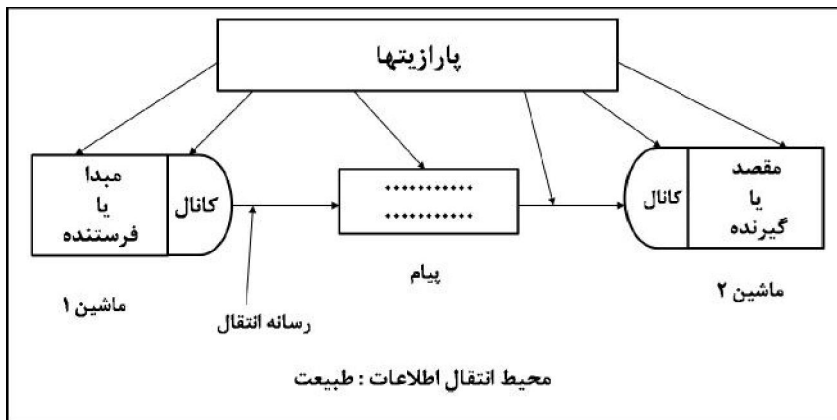 پارازیتها
مبدا
یا
فرستنده
کانال
کانال
مقصد
یا
گیرنده
پیام
ماشین ۱
ماشین ۲
رسانه انتقال
محیط انتقال اطلاعات : طبیعت